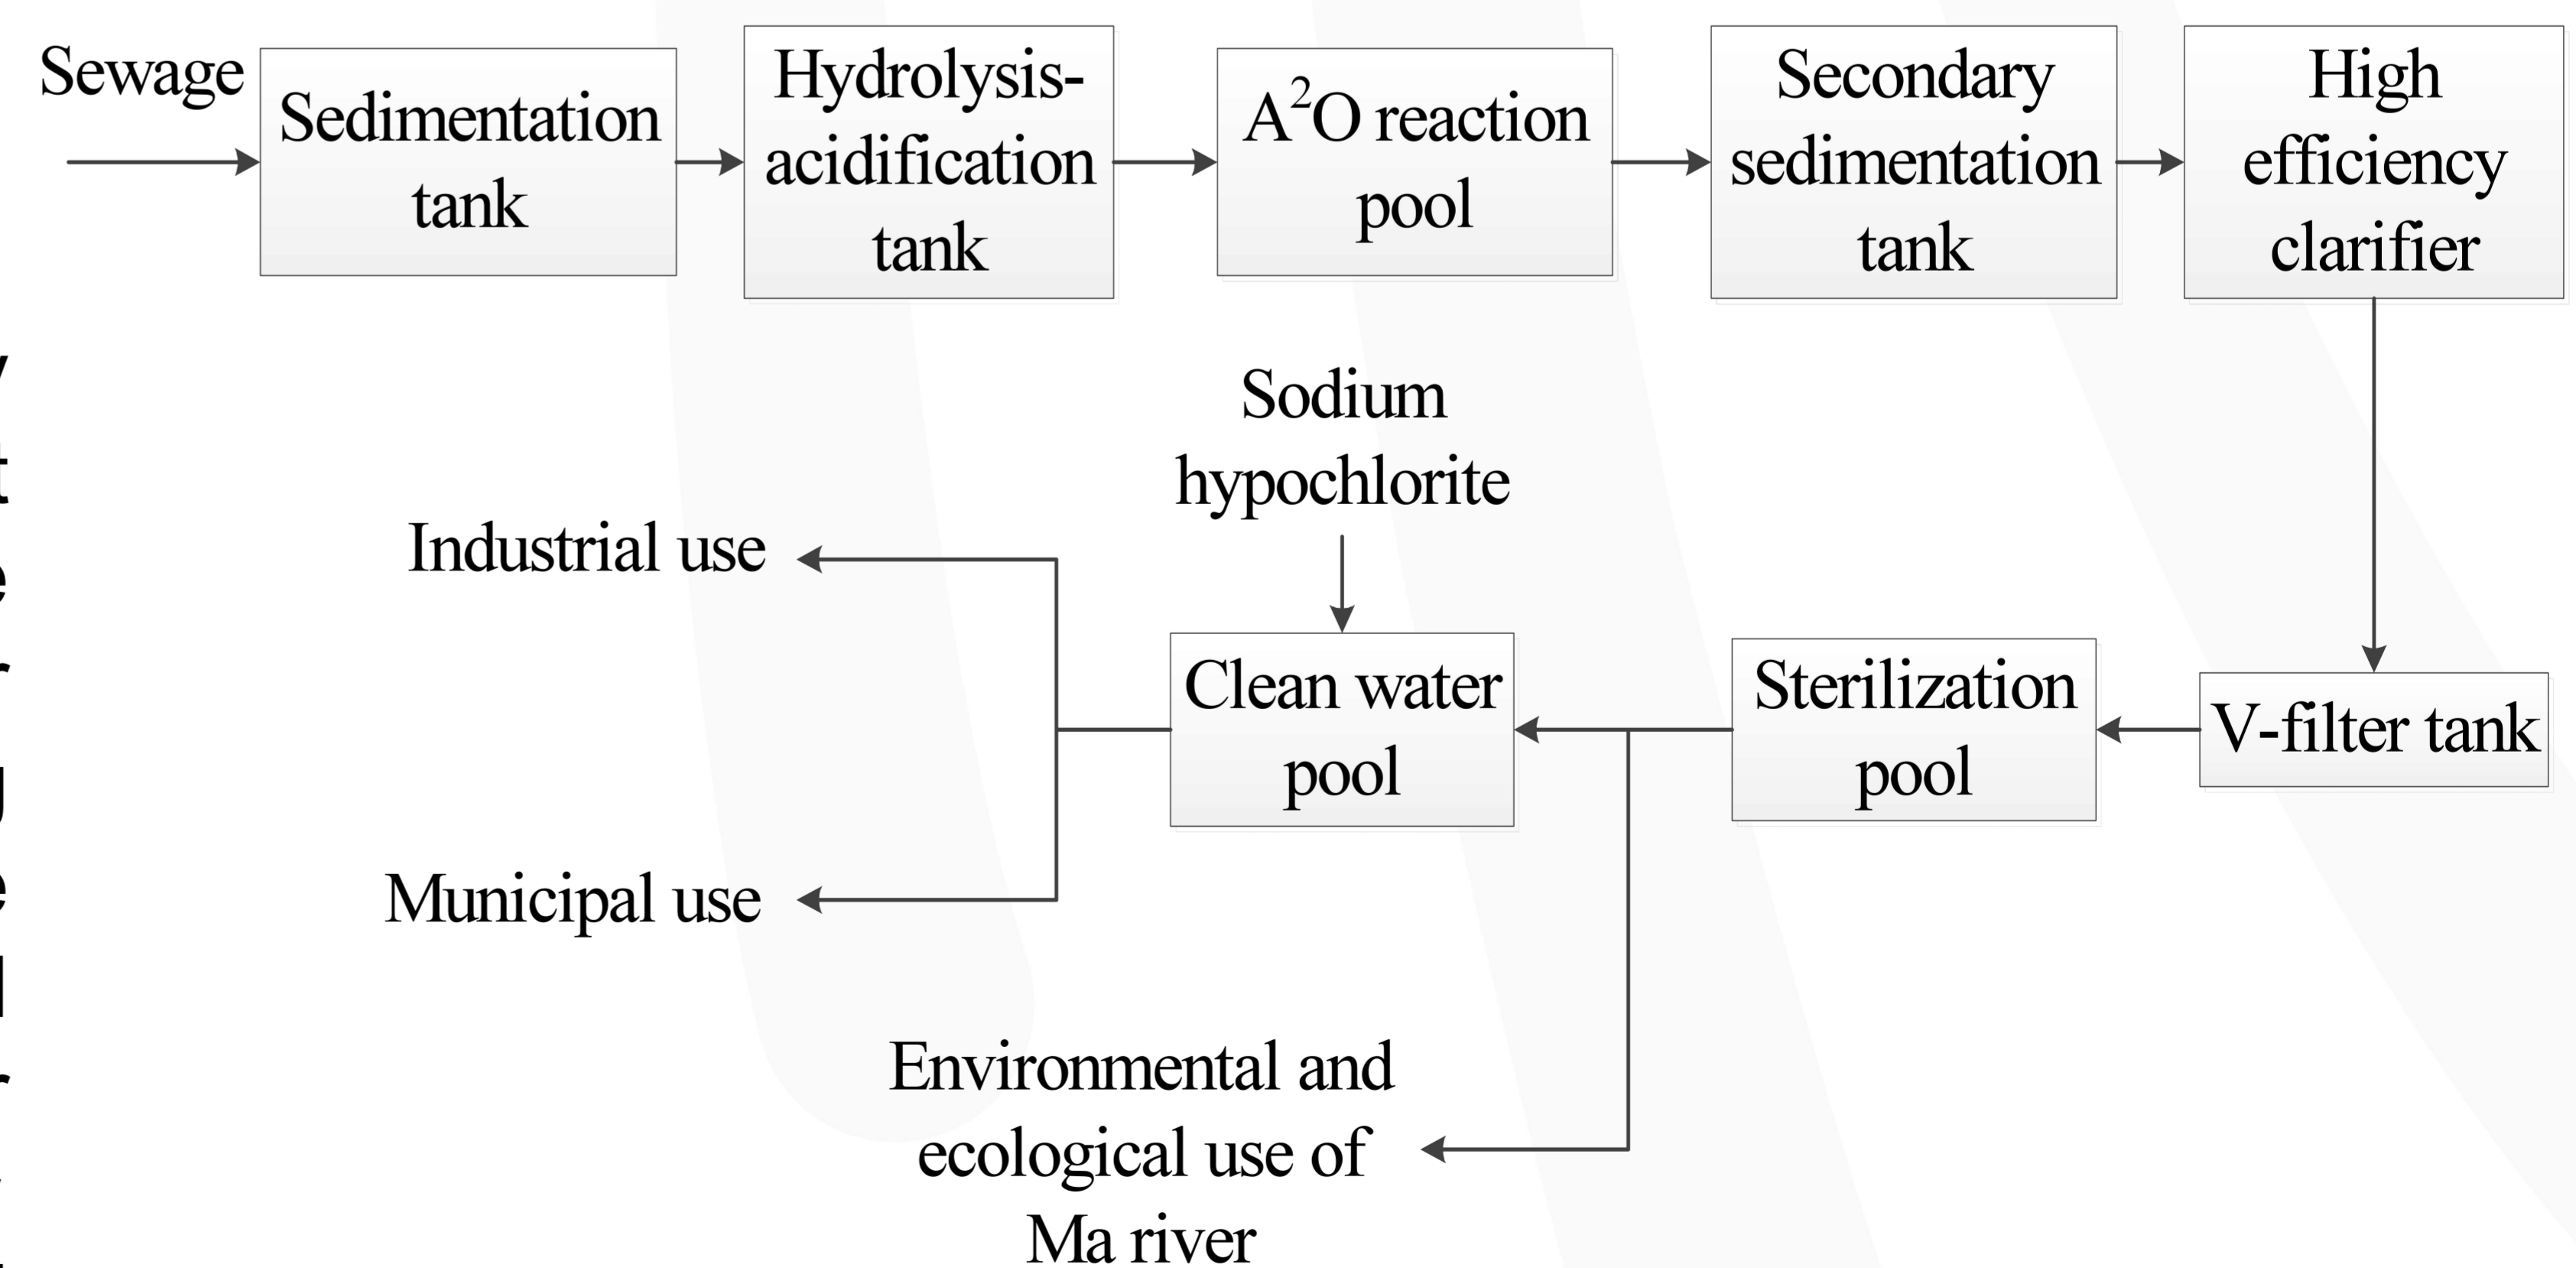 Sewage
Sedimentation
tank
Hydrolysis-
acidification
tank
A²O reaction
pool
Secondary
sedimentation
tank
High
efficiency
clarifier
Sodium
hypochlorite
Industrial use
Clean water
pool
Sterilization
pool
V-filter tank
Municipal use
Environmental and
ecological use of
Ma river